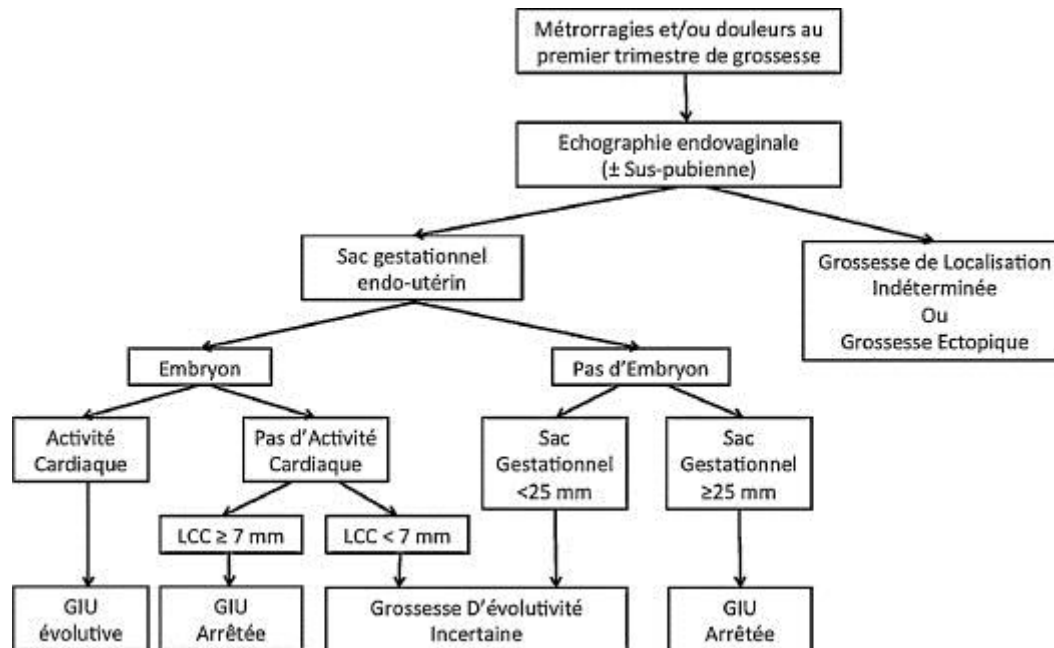 Métrorragies et/ou douleurs au
premier trimestre de grossesse
Echographie endovaginale
(± Sus-pubienne)
Sac gestationnel
endo-utérin
Grossesse de Localisation
Indéterminée
Ou
Grossesse Ectopique
Embryon
Pas d'Embryon
Activité
Cardiaque
Pas d'Activité
Cardiaque
Sac
Gestationnel
<25 mm
Sac
Gestationnel
≥25 mm
LCC ≥ 7 mm
LCC < 7 mm
GIU
évolutive
GIU
Arrêtée
Grossesse D'évolutivité
Incertaine
GIU
Arrêtée